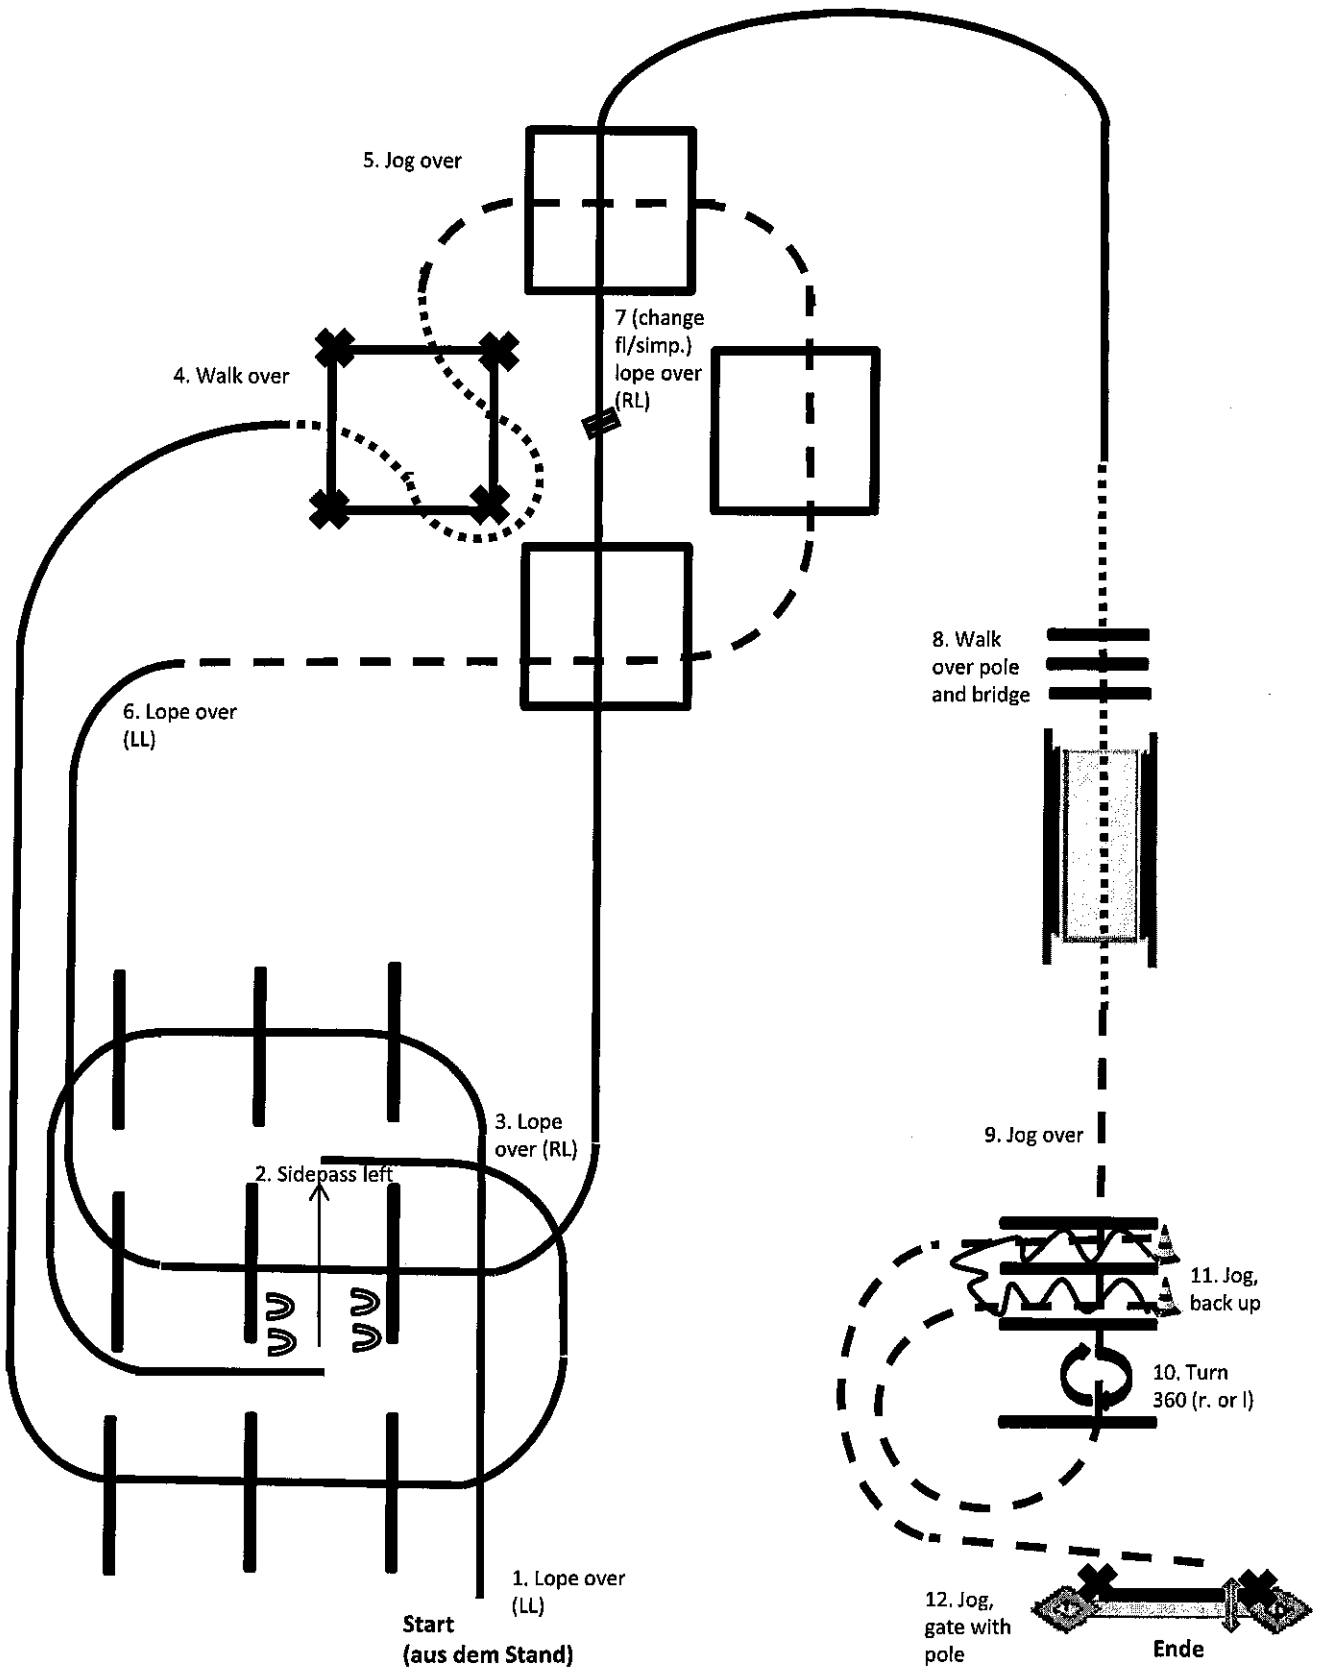 5. Jog over
7 (change
fl/simp.)
lope over
(RL)
4. Walk over
8. Walk
over pole
and bridge
6. Lope over
(LL)
3. Lope
over (RL)
9. Jog over
2. Sidepass left
11. Jog,
back up
10. Turn
360 (r. or l)
1. Lope over
(LL)
Start
(aus dem Stand)
12. Jog,
gate with
pole
Ende